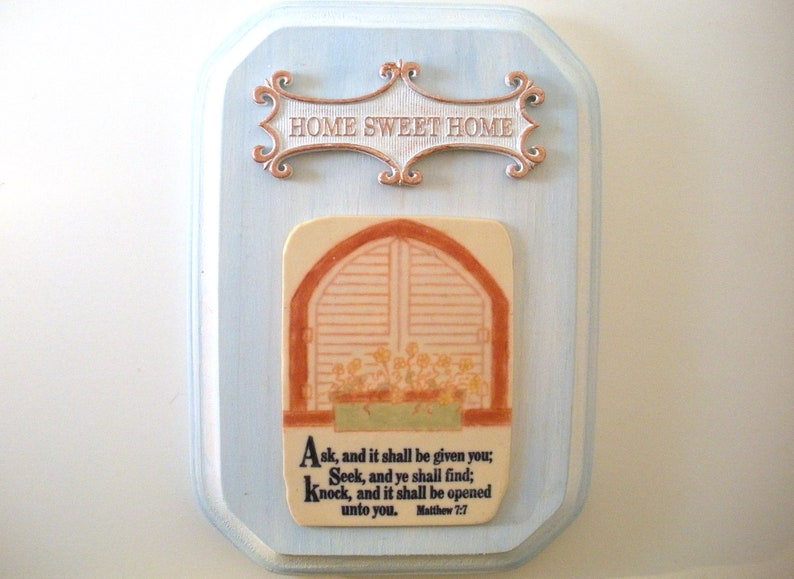 HOME SWEET HOME
Ask, and it shall be given you;
Seek, and ye shall find;
Knock, and it shall be opened
unto you. Matthew 7:7